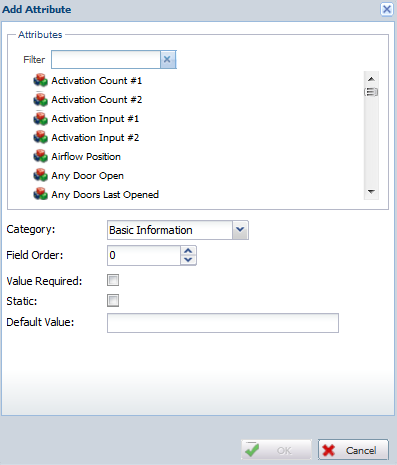 Add Attribute
Attributes
Filter
Activation Count #1
Activation Count #2
Activation Input #1
Activation Input #2
Airflow Position
Any Door Open
Any Doors Last Opened
Category: Basic Information
Field Order: 0
Value Required:
Static:
Default Value:
OK Cancel